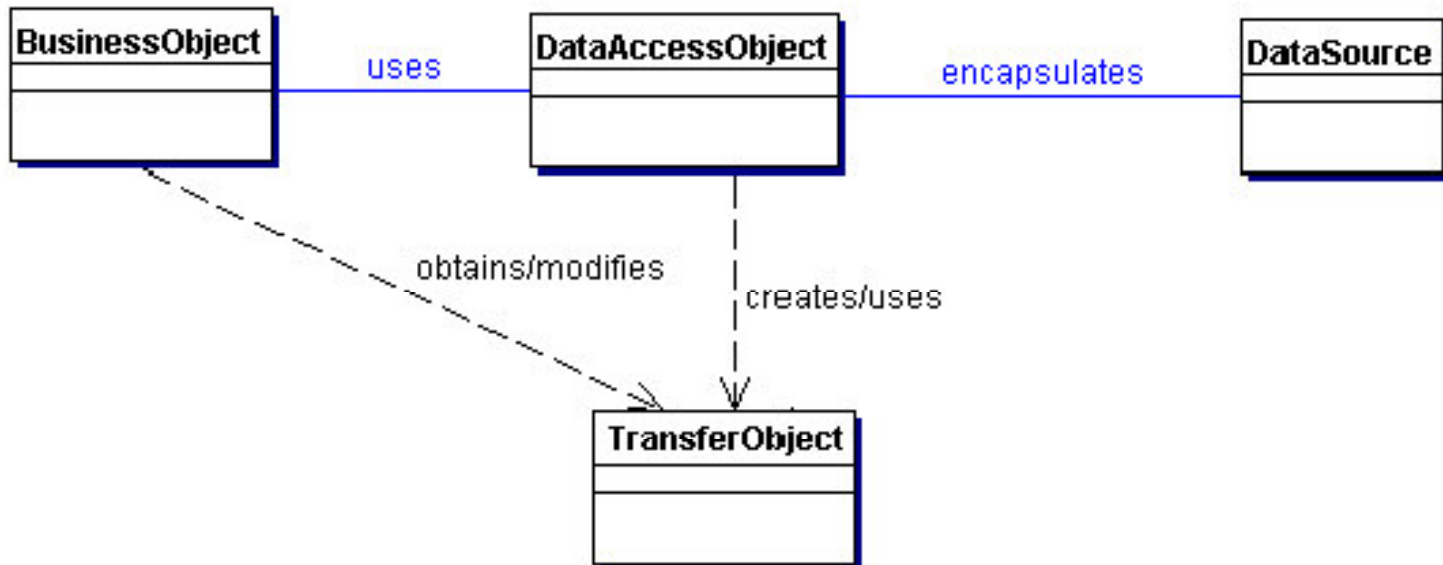 BusinessObject
uses
DataAccessObject
encapsulates
DataSource
obtains/modifies
creates/uses
TransferObject